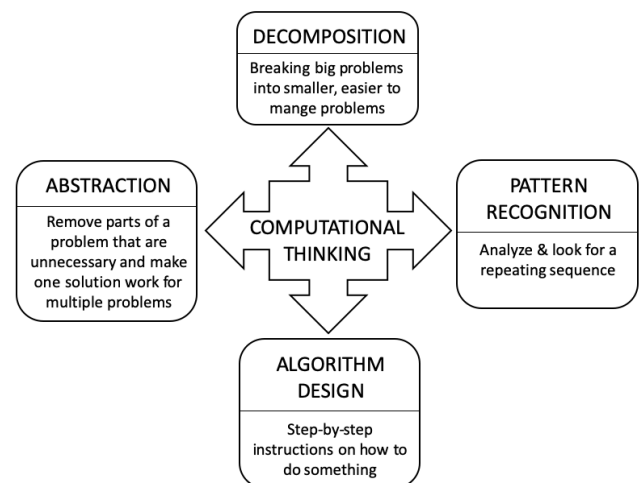 DECOMPOSITION
Breaking big problems
into smaller, easier to
mange problems
ABSTRACTION
Remove parts of a
problem that are
unnecessary and make
one solution work for
multiple problems
COMPUTATIONAL
THINKING
PATTERN
RECOGNITION
Analyze & look for a
repeating sequence
ALGORITHM
DESIGN
Step-by-step
instructions on how to
do something